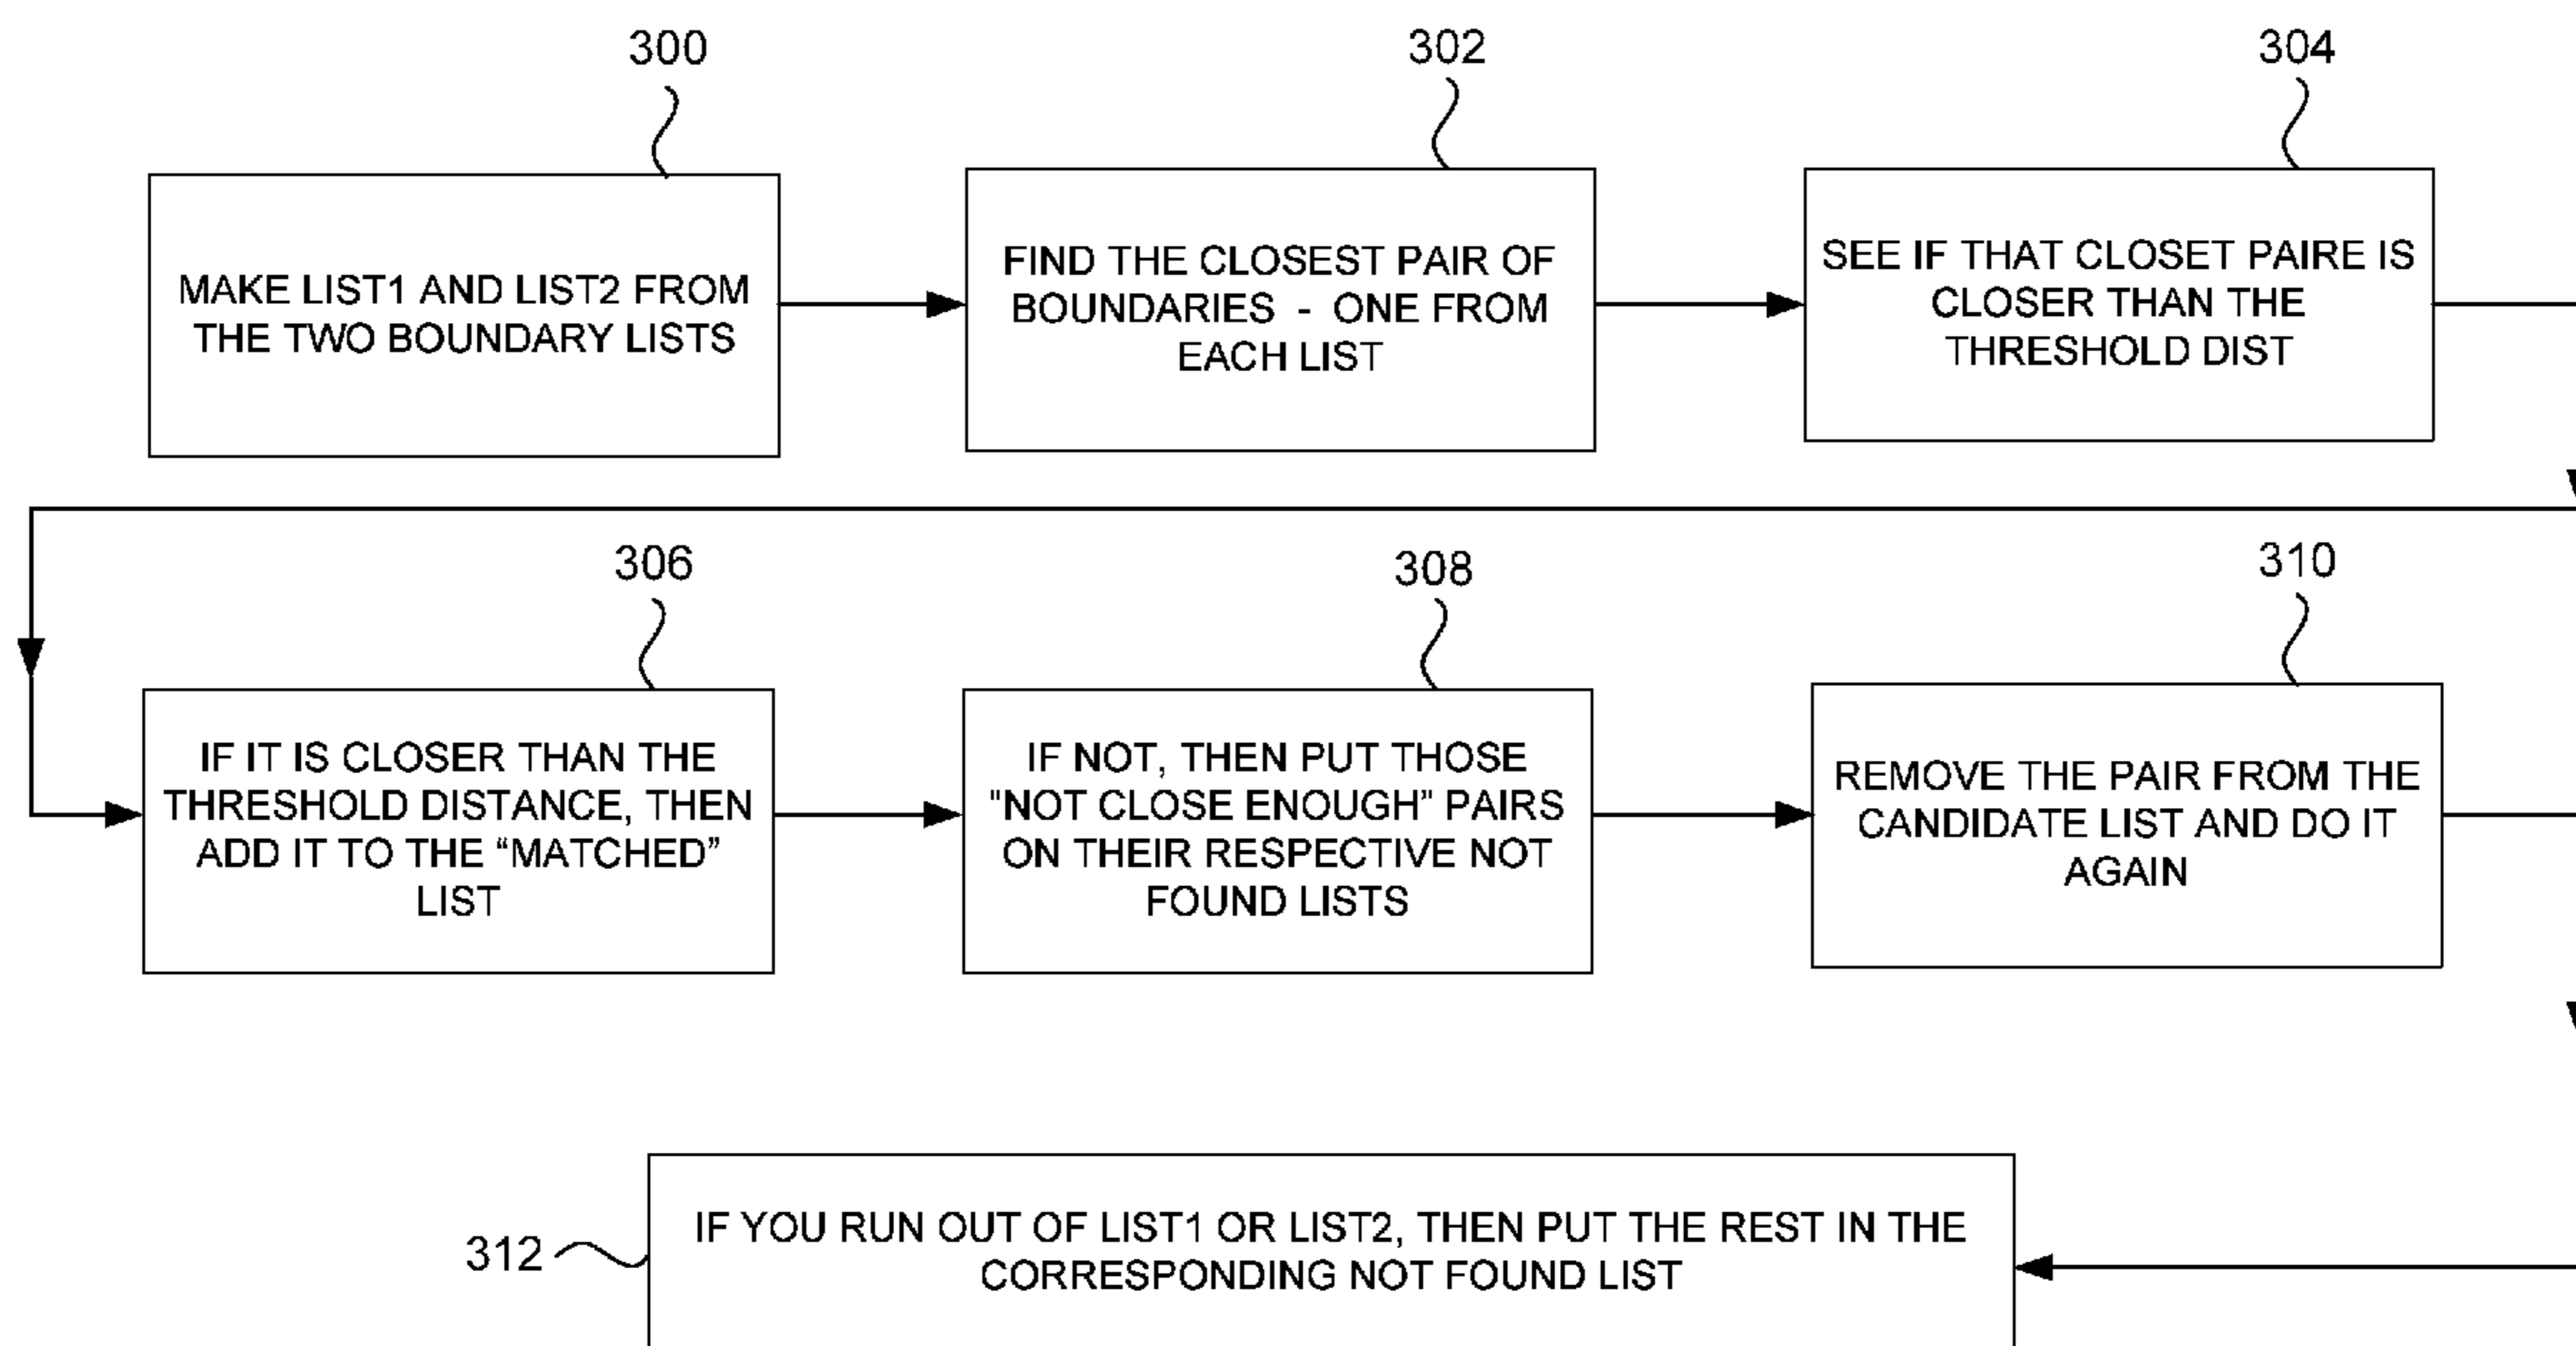 300
MAKE LIST1 AND LIST2 FROM
THE TWO BOUNDARY LISTS
302
FIND THE CLOSEST PAIR OF
BOUNDARIES - ONE FROM
EACH LIST
304
SEE IF THAT CLOSET PAIRE IS
CLOSER THAN THE
THRESHOLD DIST
306
IF IT IS CLOSER THAN THE
THRESHOLD DISTANCE, THEN
ADD IT TO THE “MATCHED”
LIST
308
IF NOT, THEN PUT THOSE
"NOT CLOSE ENOUGH” PAIRS
ON THEIR RESPECTIVE NOT
FOUND LISTS
310
REMOVE THE PAIR FROM THE
CANDIDATE LIST AND DO IT
AGAIN
312
IF YOU RUN OUT OF LIST1 OR LIST2, THEN PUT THE REST IN THE
CORRESPONDING NOT FOUND LIST